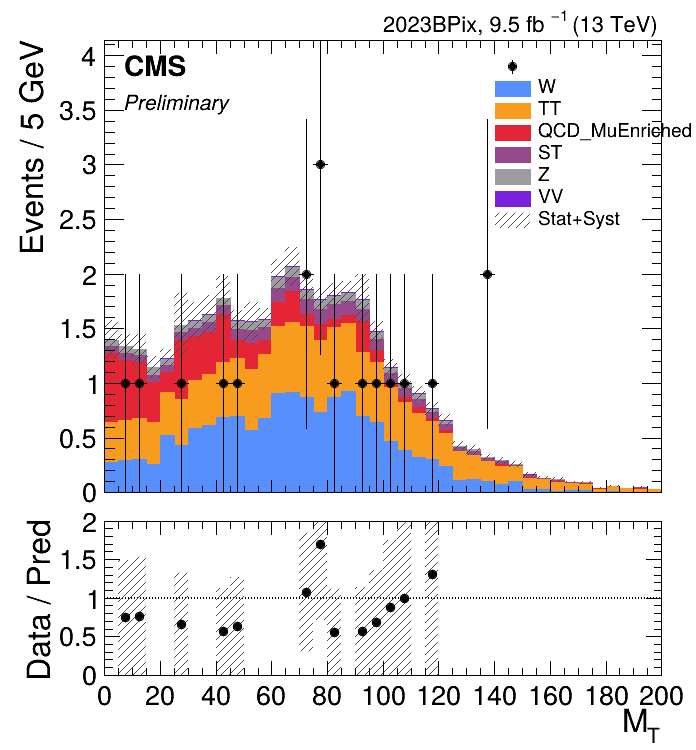 2023BPix, 9.5 fb⁻¹ (13 TeV)
CMS
Preliminary
W
TT
QCD_MuEnriched
ST
Z
VV
Stat+Syst
Events / 5 GeV
4
3.5
3
2.5
2
1.5
1
0.5
0
Data / Pred
2
1.5
1
0.5
0
0 20 40 60 80 100 120 140 160 180 200
M_T